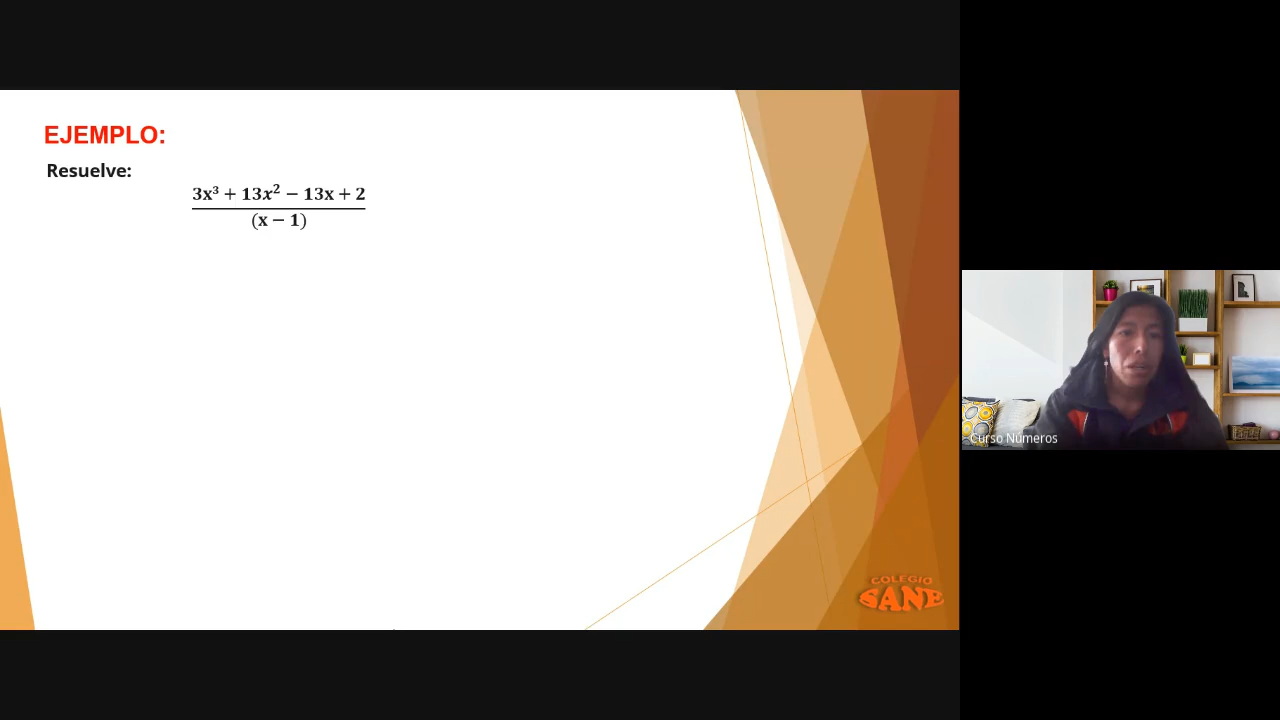 EJEMPLO:
Resuelve:
3x³ + 13x² − 13x + 2
(x − 1)
Curso Números
COLEGIO
SANE